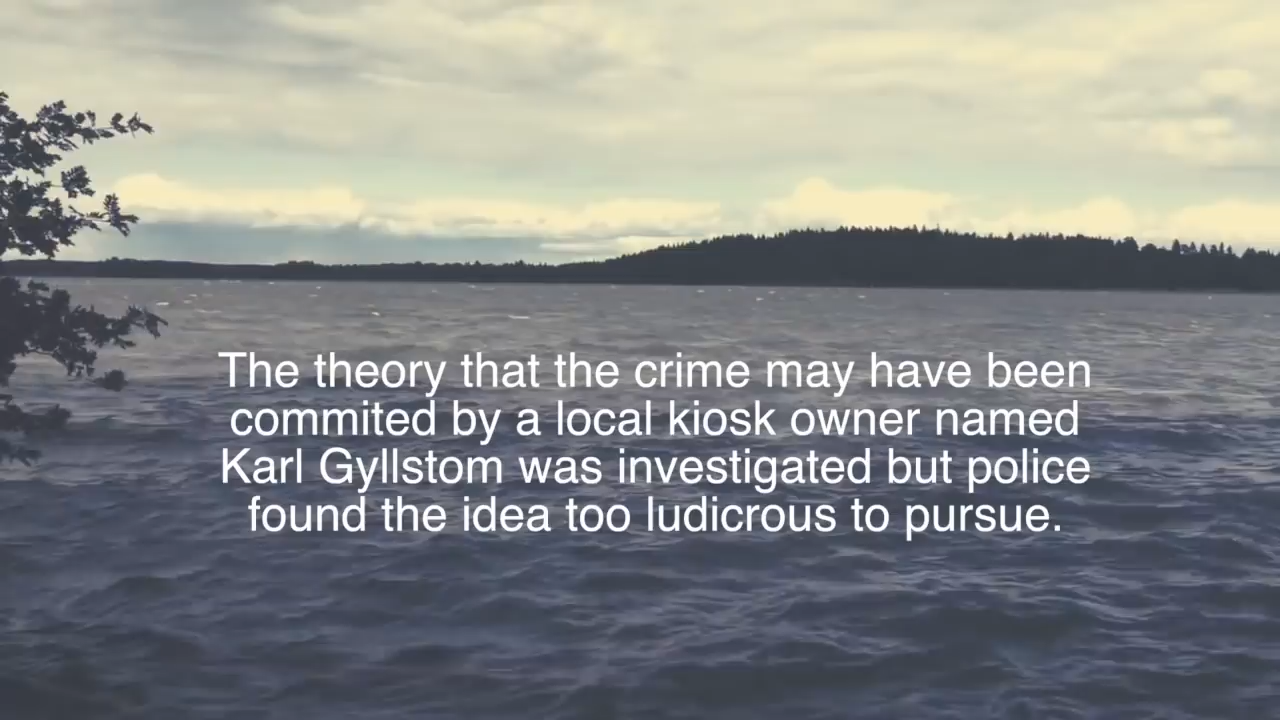 The theory that the crime may have been
commited by a local kiosk owner named
Karl Gyllstom was investigated but police
found the idea too ludicrous to pursue.